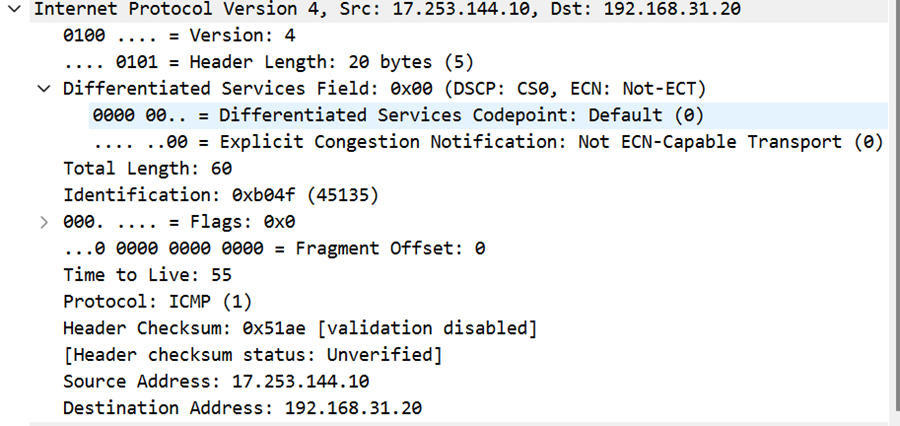 Internet Protocol Version 4, Src: 17.253.144.10, Dst: 192.168.31.20
0100 .... = Version: 4
.... 0101 = Header Length: 20 bytes (5)
Differentiated Services Field: 0x00 (DSCP: CS0, ECN: Not-ECT)
0000 00.. = Differentiated Services Codepoint: Default (0)
.... ..00 = Explicit Congestion Notification: Not ECN-Capable Transport (0)
Total Length: 60
Identification: 0xb04f (45135)
000. .... = Flags: 0x0
...0 0000 0000 0000 = Fragment Offset: 0
Time to Live: 55
Protocol: ICMP (1)
Header Checksum: 0x51ae [validation disabled]
[Header checksum status: Unverified]
Source Address: 17.253.144.10
Destination Address: 192.168.31.20